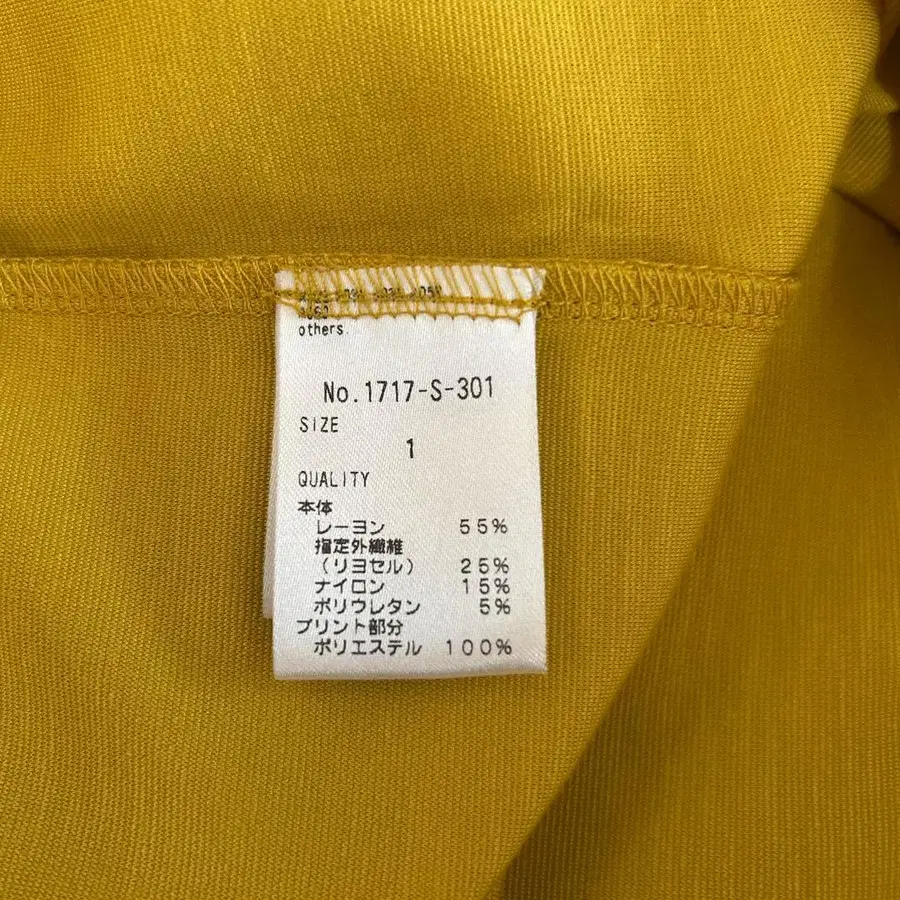 others
No.1717-S-301
SIZE
1
QUALITY
本体
レーヨン 55%
指定外繊維
(リヨセル) 25%
ナイロン 15%
ポリウレタン 5%
プリント部分
ポリエステル 100%